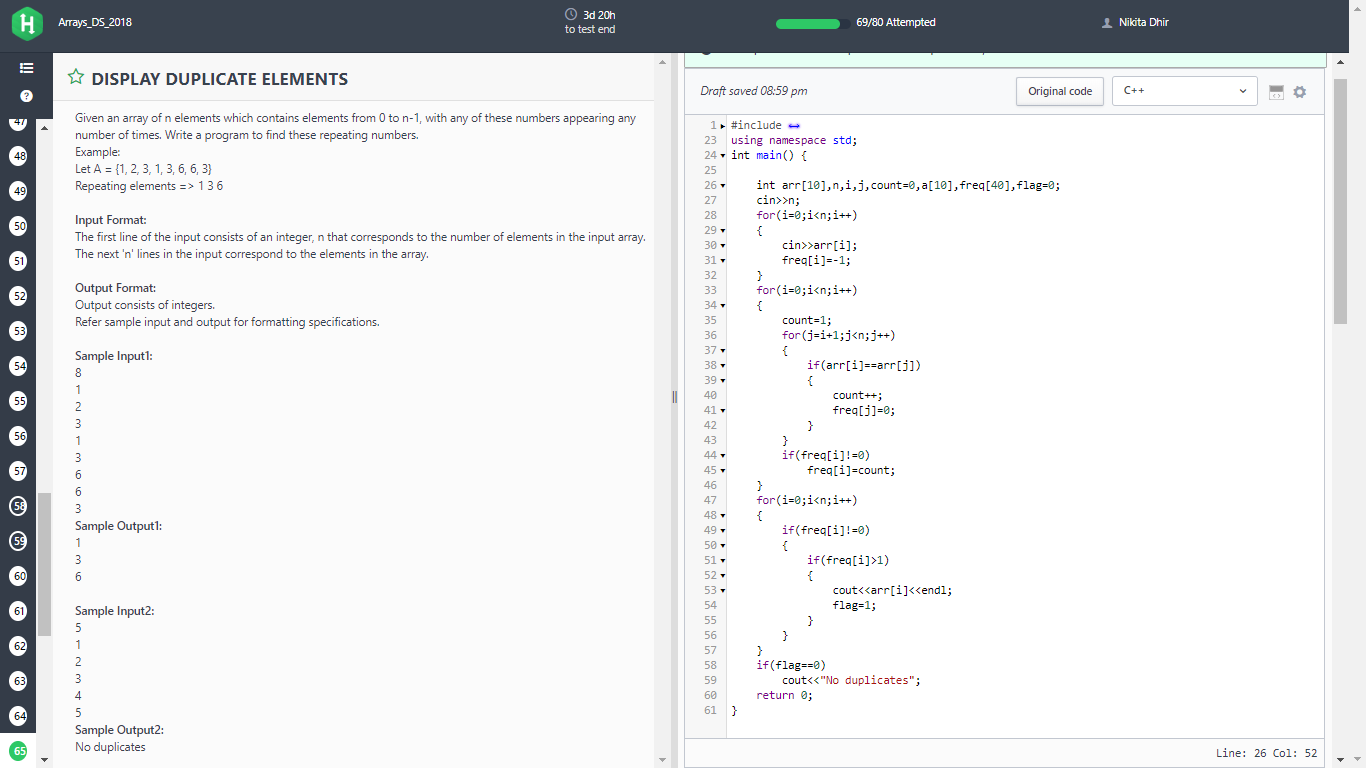 Arrays_DS_2018
3d 20h
to test end
69/80 Attempted
Nikita Dhir
47
48
49
50
51
52
53
54
55
56
57
58
59
60
61
62
63
64
65
DISPLAY DUPLICATE ELEMENTS
Given an array of n elements which contains elements from 0 to n-1, with any of these numbers appearing any
number of times. Write a program to find these repeating numbers.
Example:
Let A = {1, 2, 3, 1, 3, 6, 6, 3}
Repeating elements => 1 3 6
Input Format:
The first line of the input consists of an integer, n that corresponds to the number of elements in the input array.
The next 'n' lines in the input correspond to the elements in the array.
Output Format:
Output consists of integers.
Refer sample input and output for formatting specifications.
Sample Input1:
8
1
2
3
1
3
6
6
3
Sample Output1:
1
3
6
Sample Input2:
5
1
2
3
4
5
Sample Output2:
No duplicates
Draft saved 08:59 pm
Original code
C++
1 #include
23 using namespace std;
24 int main() {
25
26 int arr[10],n,i,j,count=0,a[10],freq[40],flag=0;
27 cin>>n;
28 for(i=0;i<n;i++)
29 {
30 cin>>arr[i];
31 freq[i]=-1;
32 }
33 for(i=0;i<n;i++)
34 {
35 count=1;
36 for(j=i+1;j<n;j++)
37 {
38 if(arr[i]==arr[j])
39 {
40 count++;
41 freq[j]=0;
42 }
43 }
44 if(freq[i]!=0)
45 freq[i]=count;
46 }
47 for(i=0;i<n;i++)
48 {
49 if(freq[i]!=0)
50 {
51 if(freq[i]>1)
52 {
53 cout<<arr[i]<<endl;
54 flag=1;
55 }
56 }
57 }
58 if(flag==0)
59 cout<<"No duplicates";
60 return 0;
61 }
Line: 26 Col: 52